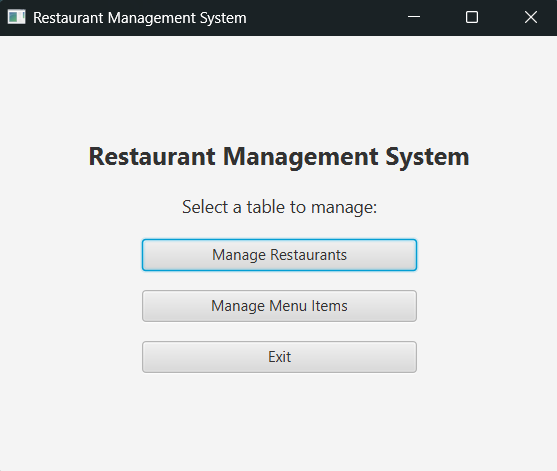 Restaurant Management System
Restaurant Management System
Select a table to manage:
Manage Restaurants
Manage Menu Items
Exit